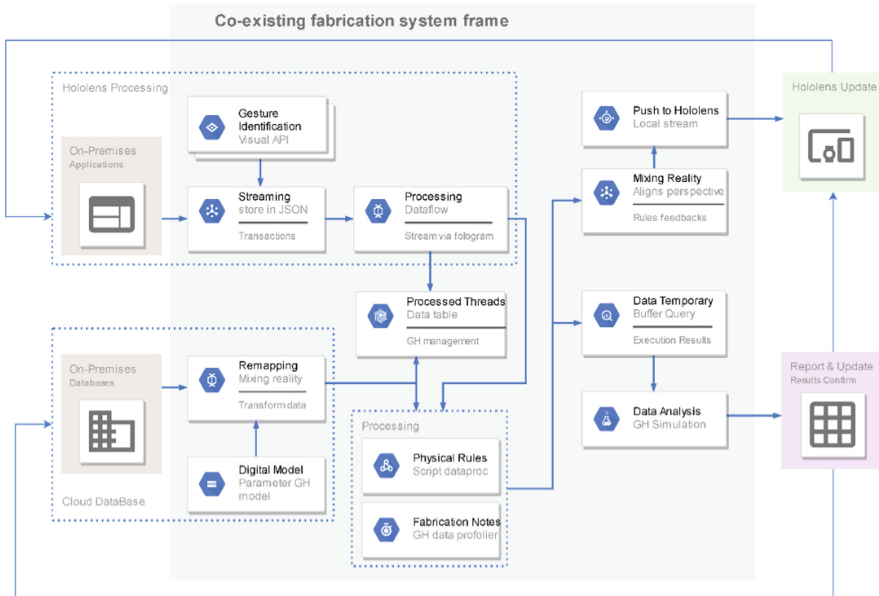 Co-existing fabrication system frame
Hololens Processing
On-Premises
Applications
Gesture
Identification
Visual API
Streaming
store in JSON
Transactions
Processing
Dataflow
Stream via fologram
Processed Threads
Data table
GH management
On-Premises
Databases
Cloud DataBase
Remapping
Mixing reality
Transform data
Digital Model
Parameter GH
model
Processing
Physical Rules
Script dataproc
Fabrication Notes
GH data profolier
Push to Hololens
Local stream
Mixing Reality
Aligns perspective
Rules feedbacks
Data Temporary
Buffer Query
Execution Results
Data Analysis
GH Simulation
Hololens Update
Report & Update
Results Confirm